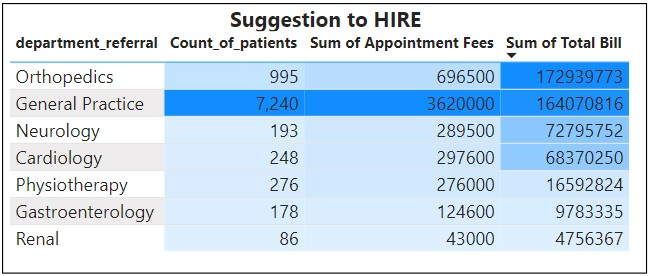 Suggestion to HIRE
department_referral Count_of_patients Sum of Appointment Fees Sum of Total Bill
Orthopedics 995 696500 172939773
General Practice 7,240 3620000 164070816
Neurology 193 289500 72795752
Cardiology 248 297600 68370250
Physiotherapy 276 276000 16592824
Gastroenterology 178 124600 9783335
Renal 86 43000 4756367